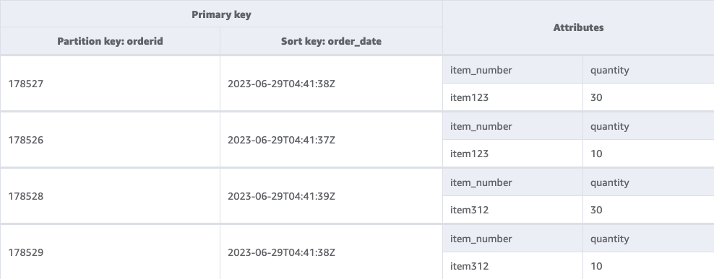 Primary key
Attributes
Partition key: orderid
Sort key: order_date
178527
2023-06-29T04:41:38Z
item_number
quantity
item123
30
178526
2023-06-29T04:41:37Z
item_number
quantity
item123
10
178528
2023-06-29T04:41:39Z
item_number
quantity
item312
30
178529
2023-06-29T04:41:38Z
item_number
quantity
item312
10